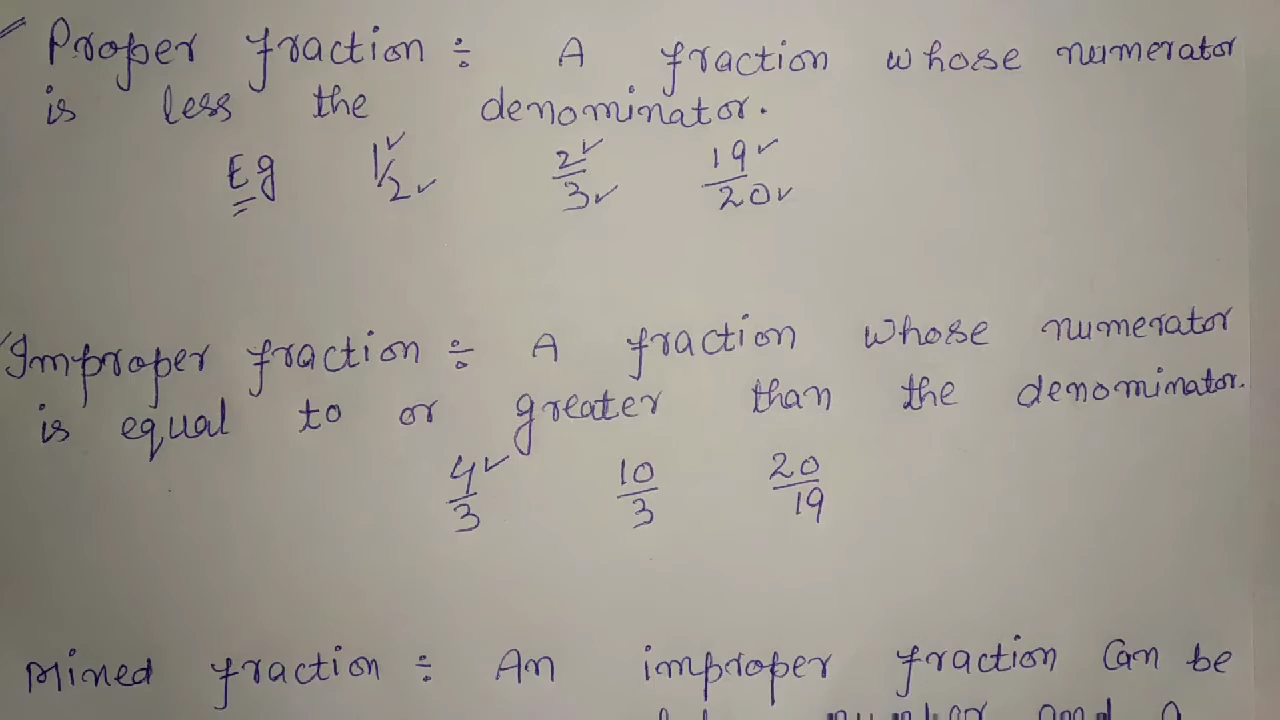 Proper fraction ÷ A fraction whose numerator
is less the denominator.
Eg 1/2 2/3 19/20
Improper fraction ÷ A fraction whose numerator
is equal to or greater than the denominator.
4/3 10/3 20/19
Mixed fraction ÷ An improper fraction can be
number and a